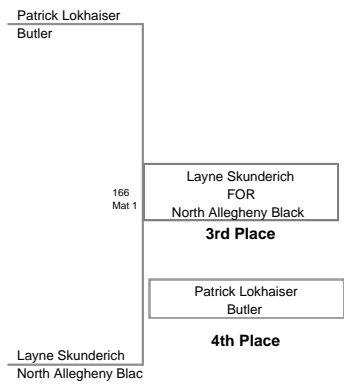 Patrick Lokhaiser
Butler
166
Mat 1
Layne Skunderich
FOR
North Allegheny Black
3rd Place
Patrick Lokhaiser
Butler
4th Place
Layne Skunderich
North Allegheny Blac